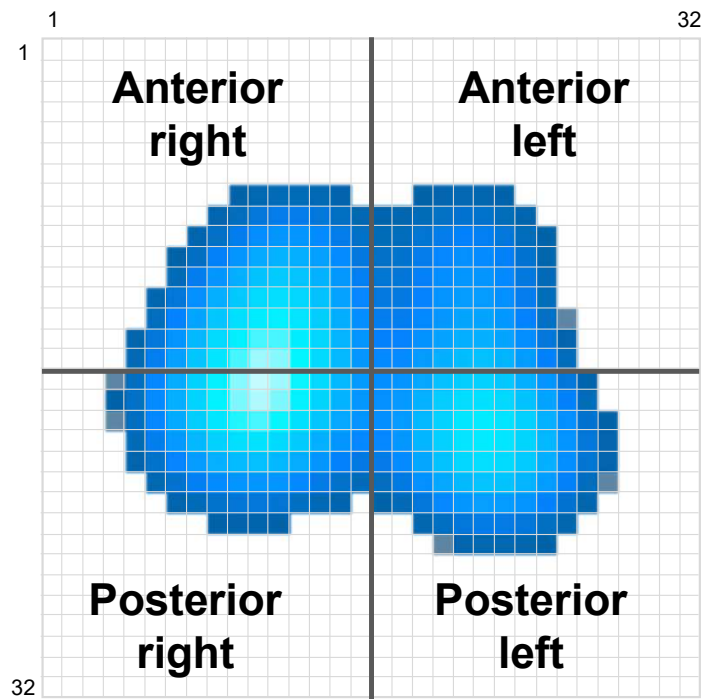 1
32
1
Anterior
right
Anterior
left
Posterior
right
Posterior
left
32